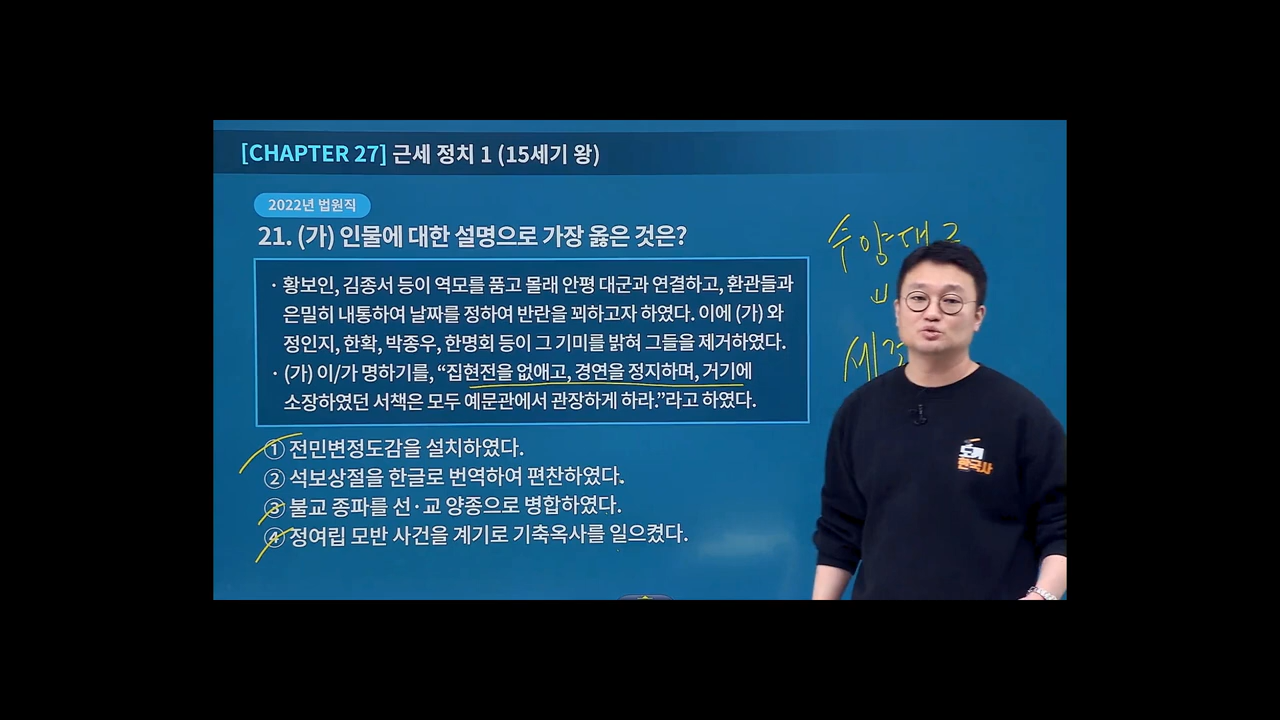 [CHAPTER 27] 근세 정치 1 (15세기 왕)
2022년 법원직
21. (가) 인물에 대한 설명으로 가장 옳은 것은?
· 황보인, 김종서 등이 역모를 품고 몰래 안평 대군과 연결하고, 환관들과
은밀히 내통하여 날짜를 정하여 반란을 꾀하고자 하였다. 이에 (가) 와
정인지, 한확, 박종우, 한명회 등이 그 기미를 밝혀 그들을 제거하였다.
· (가) 이/가 명하기를, “집현전을 없애고, 경연을 정지하며, 거기에
소장하였던 서책은 모두 예문관에서 관장하게 하라.”라고 하였다.
① 전민변정도감을 설치하였다.
② 석보상절을 한글로 번역하여 편찬하였다.
③ 불교 종파를 선·교 양종으로 병합하였다.
④ 정여립 모반 사건을 계기로 기축옥사를 일으켰다.
수양대
세조
한국사